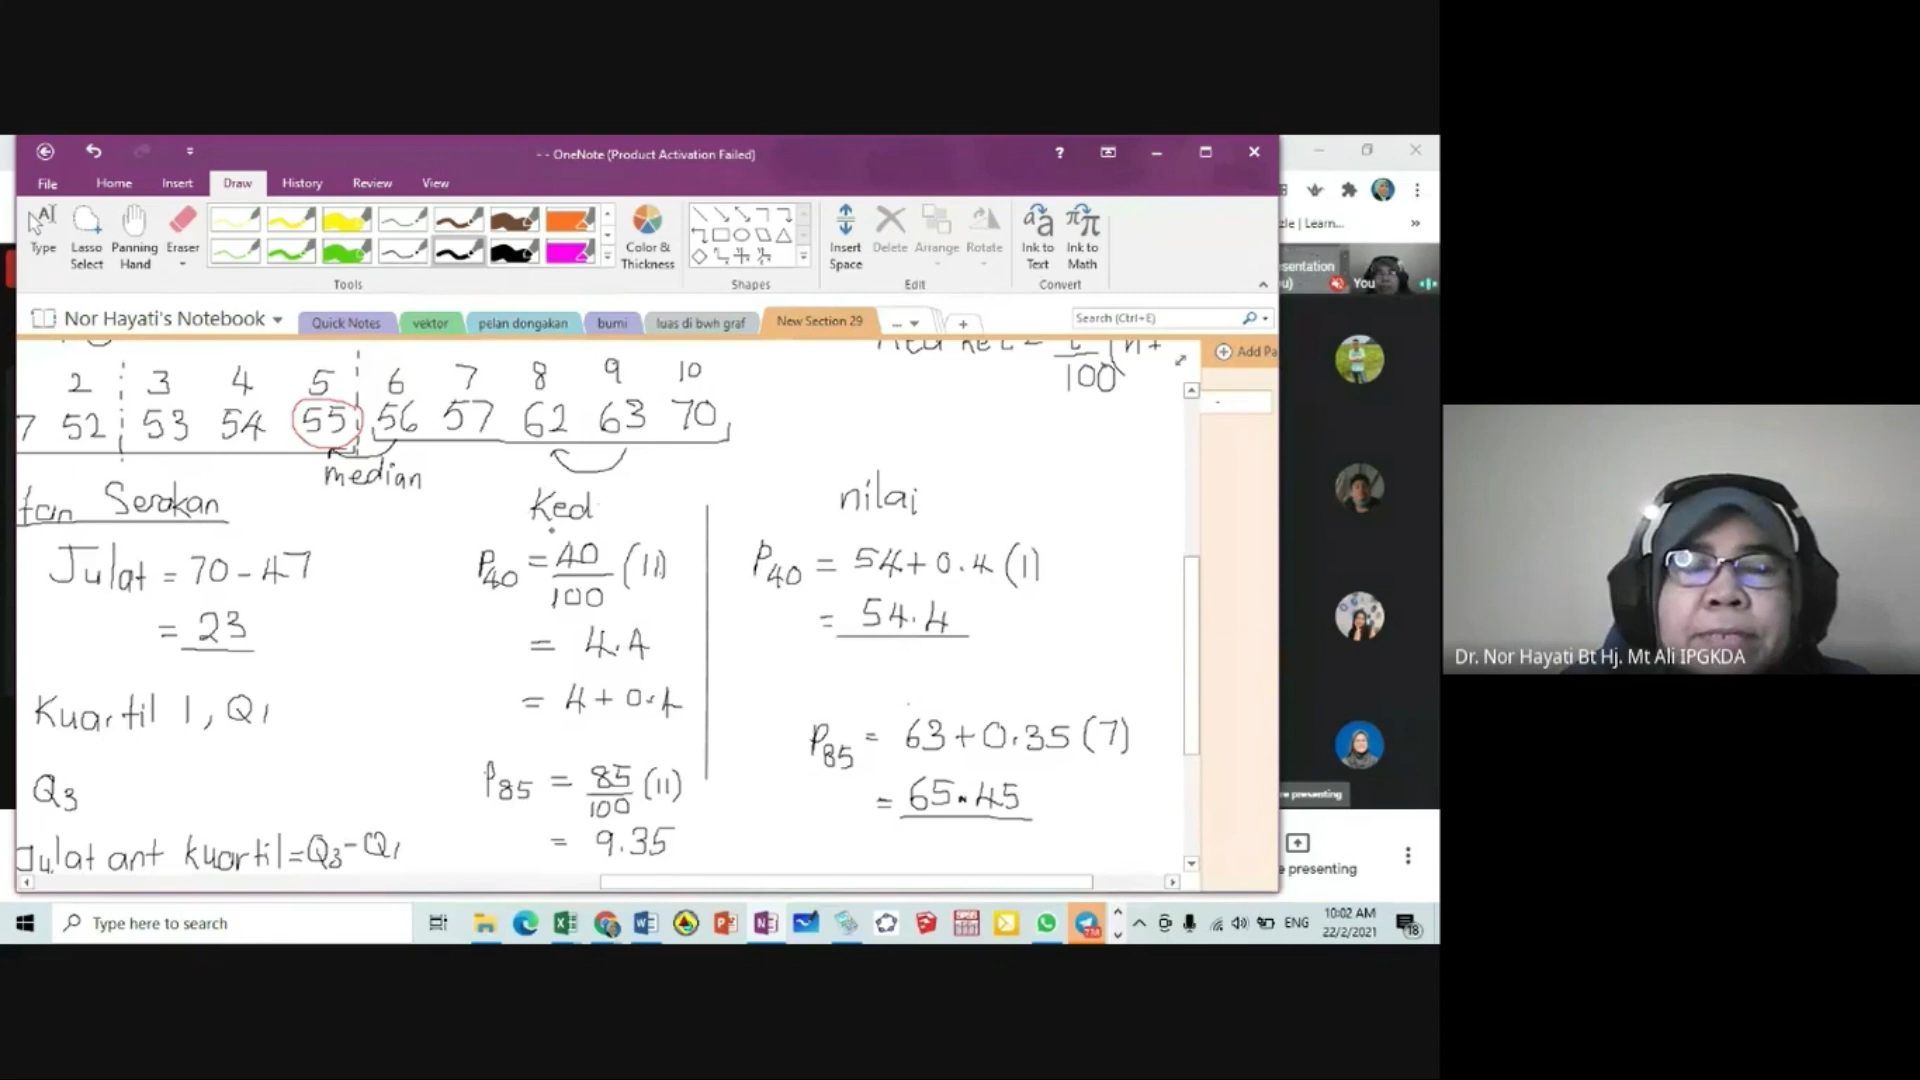 - - OneNote (Product Activation Failed)
?
File Home Insert Draw History Review View
Type
Lasso Select
Panning Hand
Eraser
Color & Thickness
Insert Space
Delete
Arrange
Rotate
Ink to Text
Ink to Math
Tools
Shapes
Edit
Convert
Nor Hayati's Notebook
Quick Notes
vektor
pelan dongakan
bumi
luas di bwh graf
New Section 29
Search (Ctrl+E)
Add Pa
zle | Learn...
sentation
You
100
2 3 4 5 6 7 8 9 10
7 52 53 54 55 56 57 62 63 70
median
tan Serakan
Julat = 70 - 47
= 23
Kuartil 1, Q1
Q3
Julat ant kuartil = Q3 - Q1
Ked
P40 = 40/100 (11)
= 4.4
= 4 + 0.4
P85 = 85/100 (11)
= 9.35
nilai
P40 = 54 + 0.4 (1)
= 54.4
P85 = 63 + 0.35 (7)
= 65.45
e presenting
e presenting
Dr. Nor Hayati Bt Hj. Mt Ali IPGKDA
Type here to search
ENG
10:02 AM
22/2/2021
18